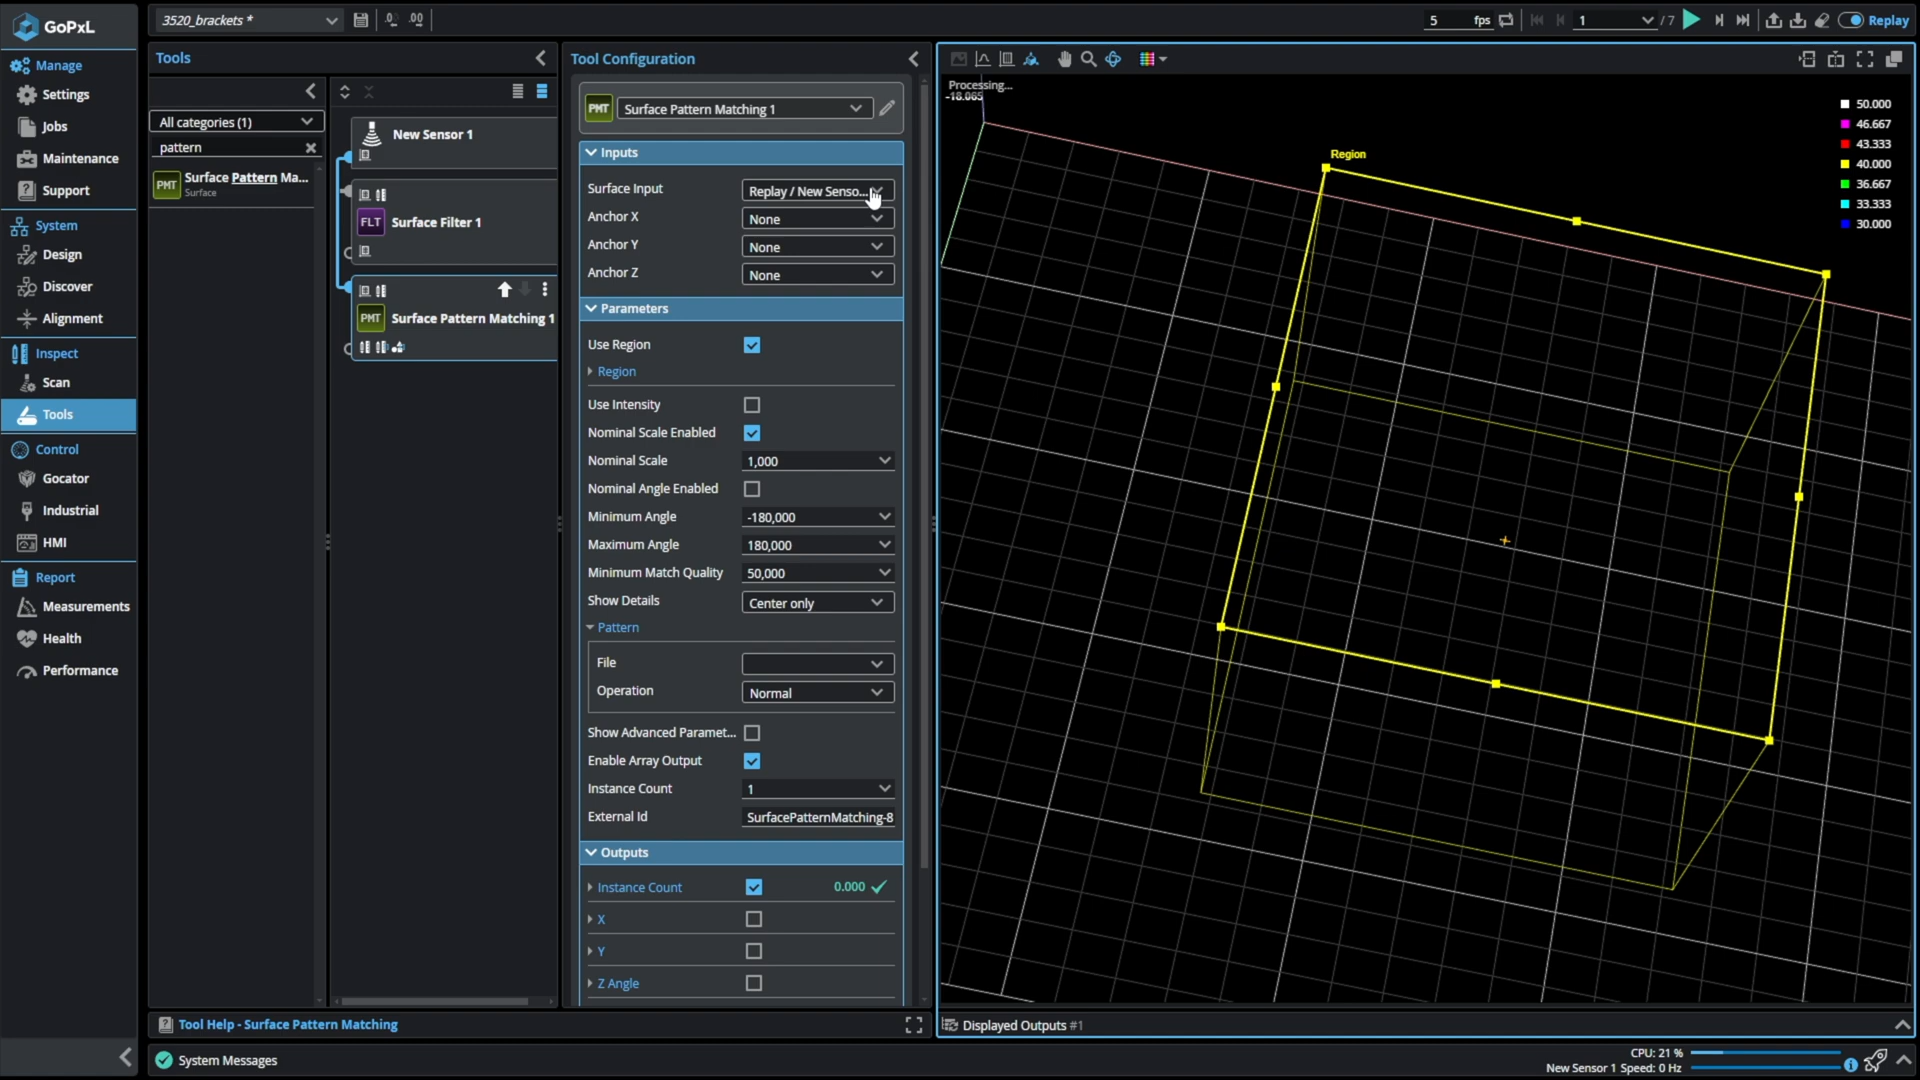 GoPxL
3520_brackets *
5 fps
1 / 7
Replay
Manage
Settings
Jobs
Maintenance
Support
System
Design
Discover
Alignment
Inspect
Scan
Tools
Control
Gocator
Industrial
HMI
Report
Measurements
Health
Performance
Tools
All categories (1)
pattern
PMT
Surface Pattern Ma...
Surface
New Sensor 1
FLT
Surface Filter 1
PMT
Surface Pattern Matching 1
Tool Configuration
PMT Surface Pattern Matching 1
Inputs
Surface Input Replay / New Senso...
Anchor X None
Anchor Y None
Anchor Z None
Parameters
Use Region
Region
Use Intensity
Nominal Scale Enabled
Nominal Scale 1,000
Nominal Angle Enabled
Minimum Angle -180,000
Maximum Angle 180,000
Minimum Match Quality 50,000
Show Details Center only
Pattern
File
Operation Normal
Show Advanced Paramet...
Enable Array Output
Instance Count 1
External Id SurfacePatternMatching-8
Outputs
Instance Count 0.000
X
Y
Z Angle
Processing...
-18.065
Region
50.000
46.667
43.333
40.000
36.667
33.333
30.000
Tool Help - Surface Pattern Matching
Displayed Outputs #1
System Messages
CPU: 21 %
New Sensor 1 Speed: 0 Hz